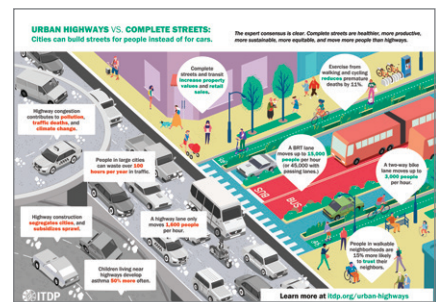 URBAN HIGHWAYS VS. COMPLETE STREETS:
Cities can build streets for people instead of for cars.
The expert consensus is clear. Complete streets are healthier, more productive,
more sustainable, more equitable, and move more people than highways.
Complete
streets and transit
increase property
values and retail
sales.
Exercise from
walking and cycling
reduces premature
deaths by 11%.
Highway congestion
contributes to pollution,
traffic deaths, and
climate change.
People in large cities
can waste over 100
hours per year in traffic.
A BRT lane
moves up to 15,000
people per hour
(or 45,000 with
passing lanes.)
A two-way bike
lane moves up to
3,000 people
per hour.
BUS
BUS
Highway construction
segregates cities, and
subsidizes sprawl.
A highway lane only
moves 1,600 people
per hour.
People in walkable
neighborhoods are
15% more likely
to trust their
neighbors.
Children living near
highways develop
asthma 50% more often.
ITDP
Learn more at itdp.org/urban-highways